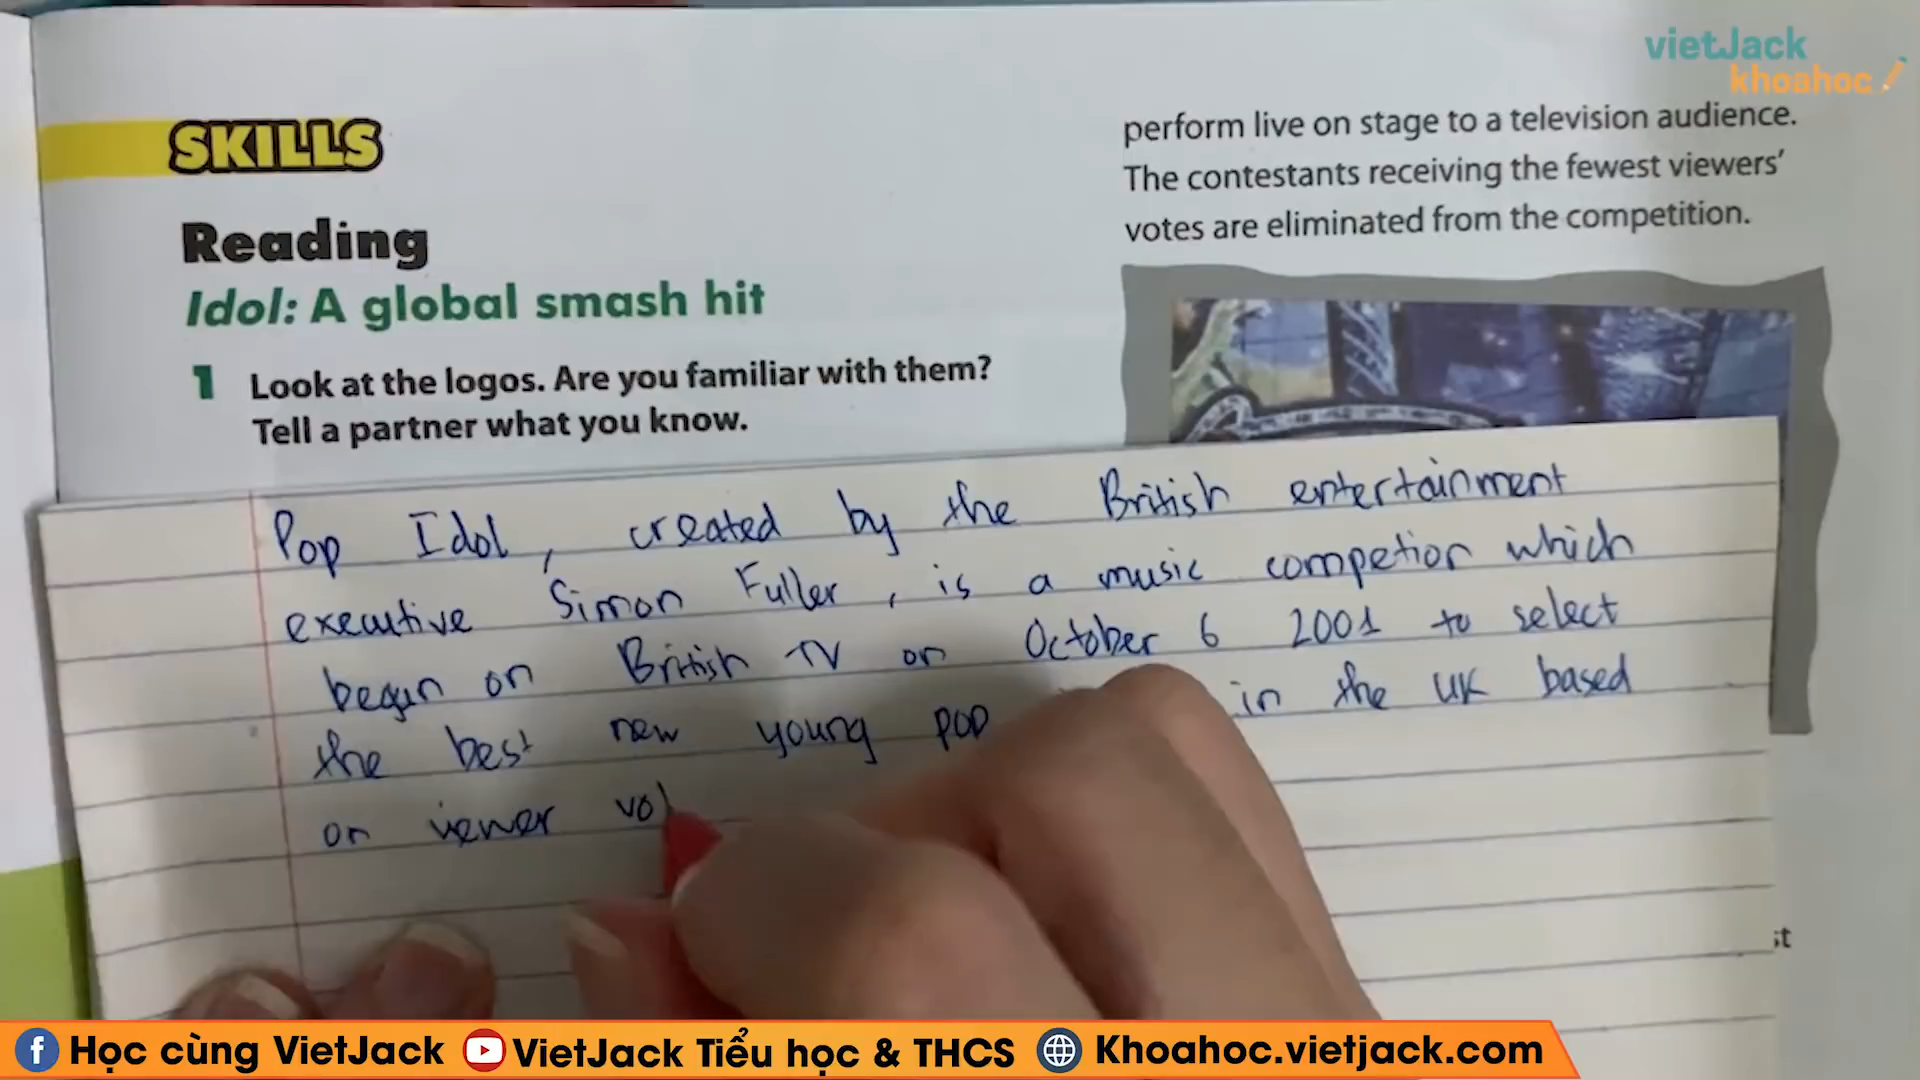 vietJack
khoahoc
SKILLS
Reading
Idol: A global smash hit
1 Look at the logos. Are you familiar with them?
Tell a partner what you know.
perform live on stage to a television audience.
The contestants receiving the fewest viewers'
votes are eliminated from the competition.
Pop Idol, created by the British entertainment
executive Simon Fuller, is a music competion which
began on British TV on October 6 2001 to select
the best new young pop in the UK based
on viewer
st
Học cùng VietJack
VietJack Tiểu học & THCS
Khoahoc.vietjack.com